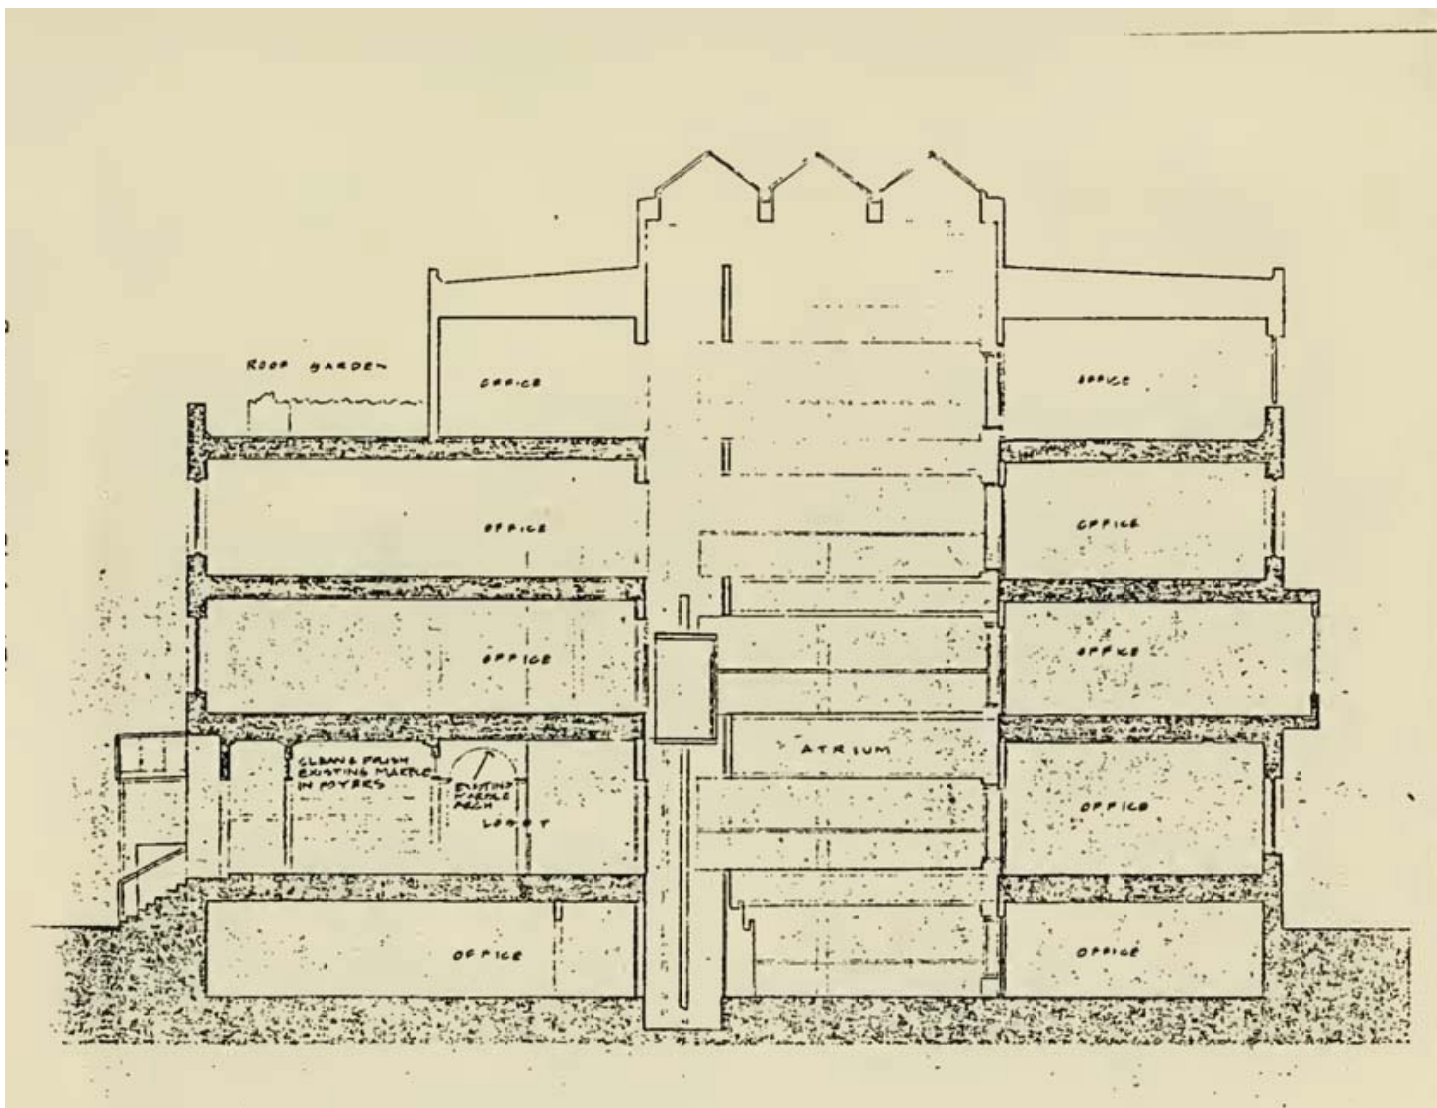 ROOF GARDEN
OFFICE
OFFICE
OFFICE
OFFICE
OFFICE
OFFICE
ATRIUM
CLEAN & FINISH
EXISTING MARBLE
IN FOYERS
EXISTING
MARBLE
ARCH
LOBBY
OFFICE
OFFICE
OFFICE